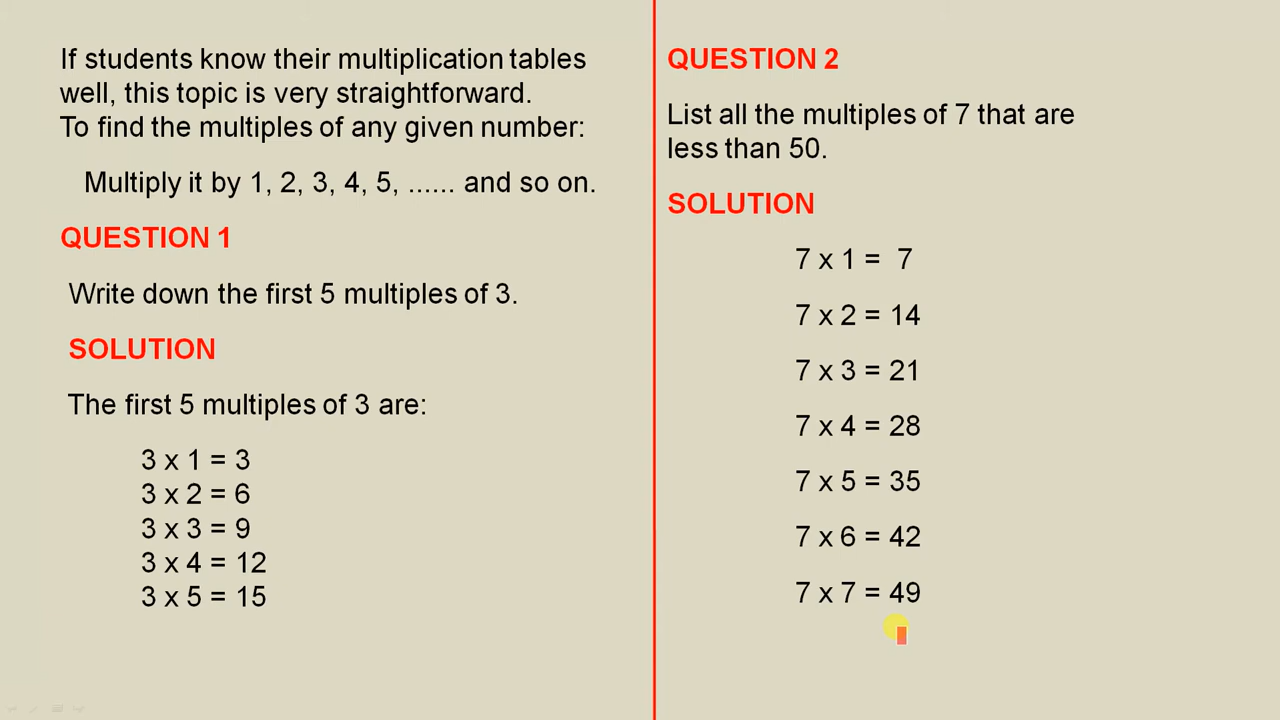 If students know their multiplication tables
well, this topic is very straightforward.
To find the multiples of any given number:
Multiply it by 1, 2, 3, 4, 5, ...... and so on.
QUESTION 1
Write down the first 5 multiples of 3.
SOLUTION
The first 5 multiples of 3 are:
3 x 1 = 3
3 x 2 = 6
3 x 3 = 9
3 x 4 = 12
3 x 5 = 15
QUESTION 2
List all the multiples of 7 that are
less than 50.
SOLUTION
7 x 1 = 7
7 x 2 = 14
7 x 3 = 21
7 x 4 = 28
7 x 5 = 35
7 x 6 = 42
7 x 7 = 49